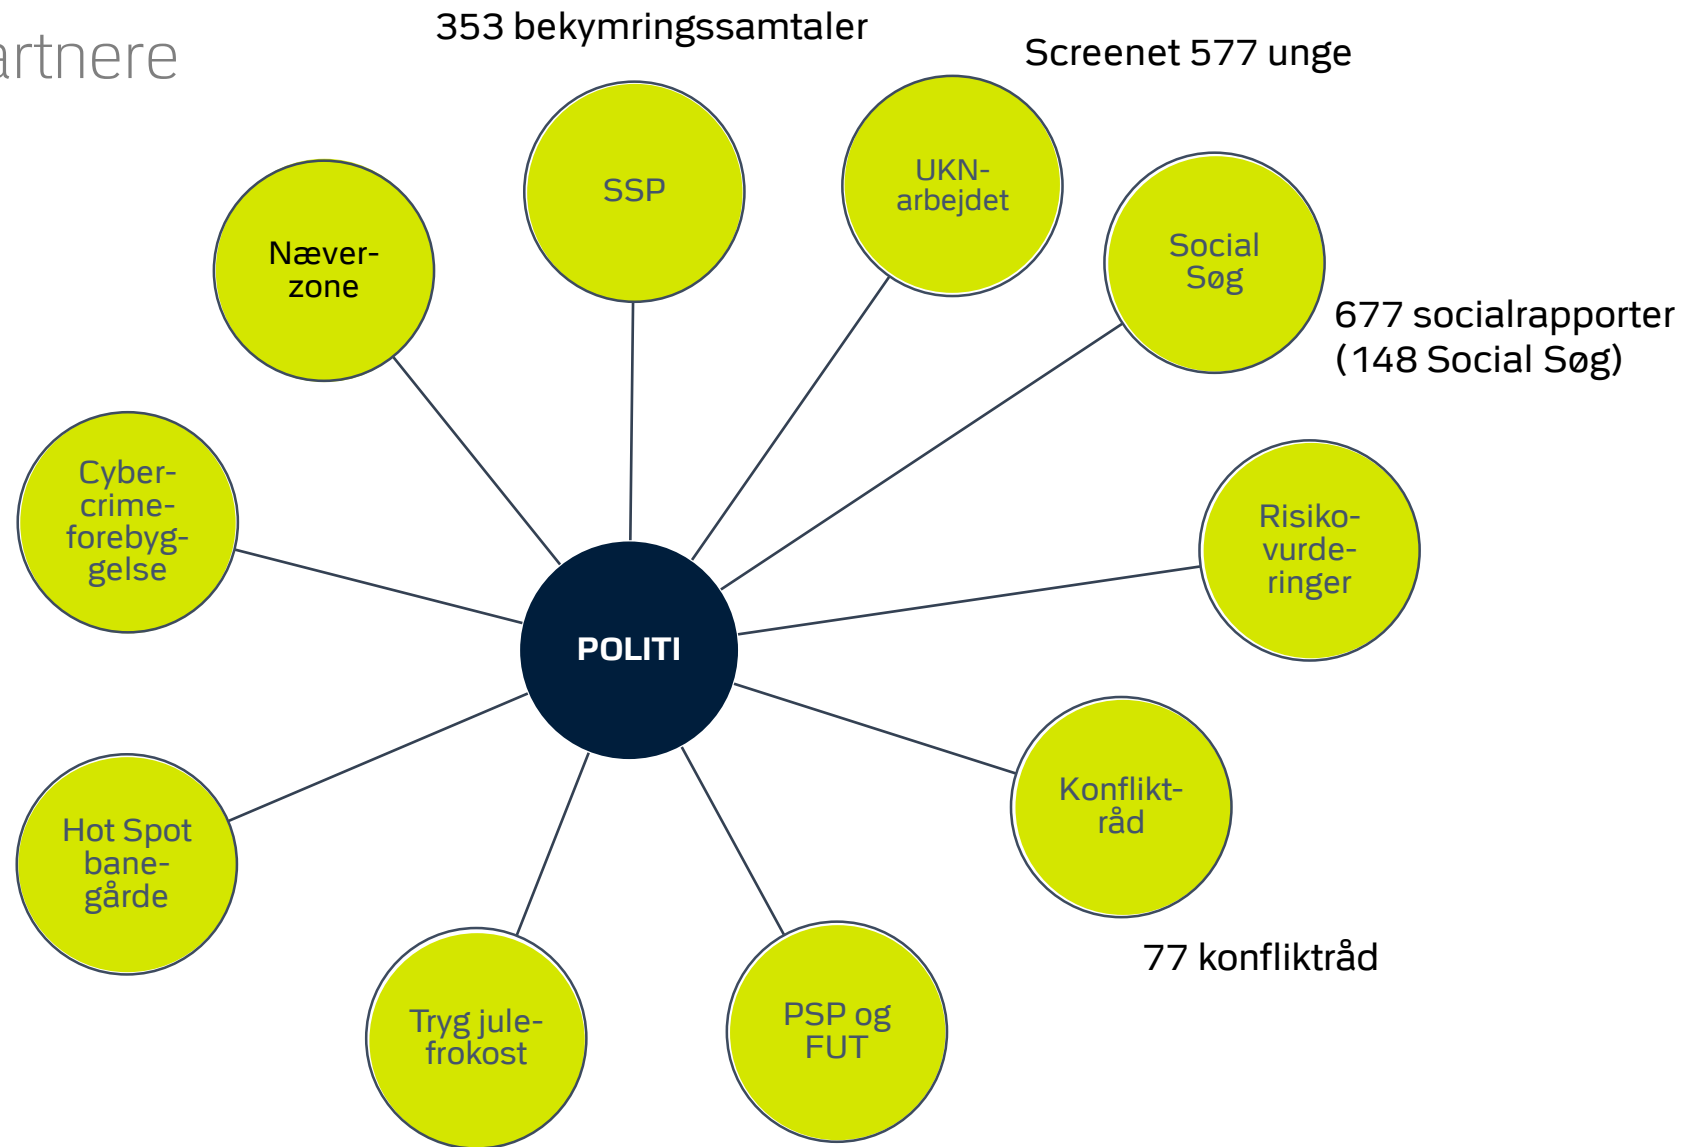 artnere
353 bekymringssamtaler
Screenet 577 unge
SSP
UKN-
arbejdet
Social
Søg
Næver-
zone
677 socialrapporter
(148 Social Søg)
Cyber-
crime-
forebyg-
gelse
Risiko-
vurde-
ringer
POLITI
Konflikt-
råd
Hot Spot
bane-
gårde
77 konfliktråd
Tryg jule-
frokost
PSP og
FUT